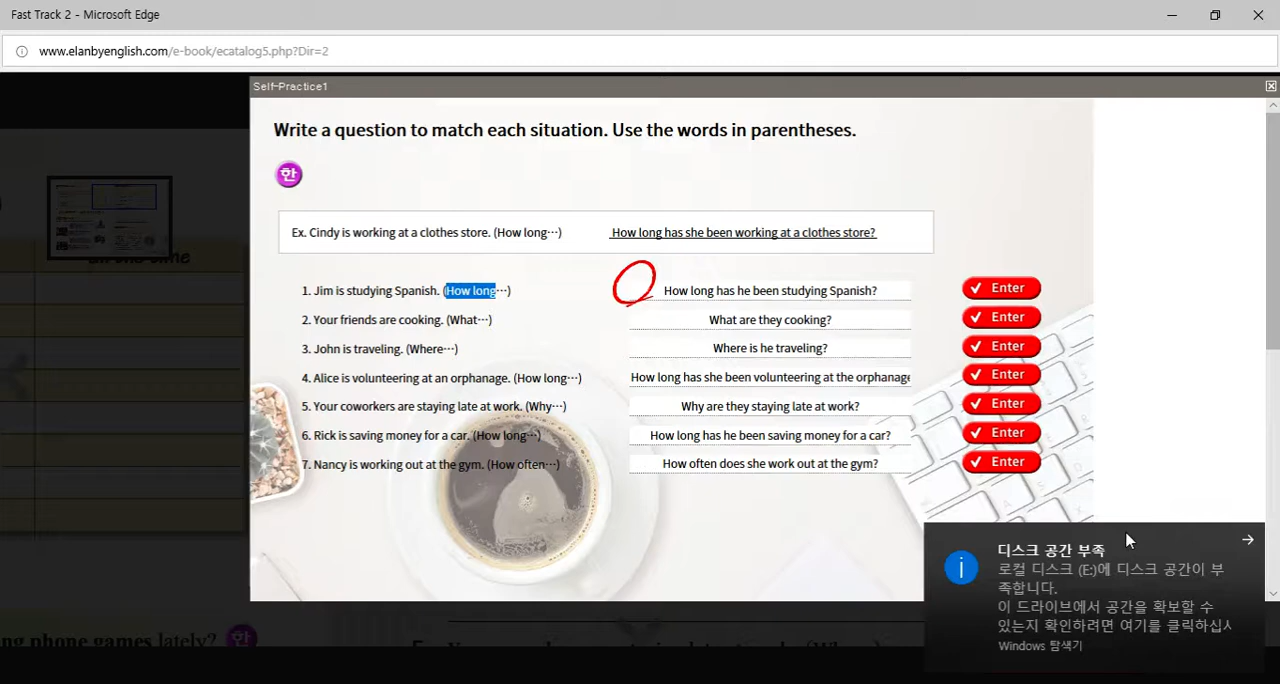 Fast Track 2 - Microsoft Edge
www.elanbyenglish.com/e-book/ecatalog5.php?Dir=2
Self-Practice1
Write a question to match each situation. Use the words in parentheses.
한
Ex. Cindy is working at a clothes store. (How long···) How long has she been working at a clothes store?
1. Jim is studying Spanish. (How long···) How long has he been studying Spanish? Enter
2. Your friends are cooking. (What···) What are they cooking? Enter
3. John is traveling. (Where···) Where is he traveling? Enter
4. Alice is volunteering at an orphanage. (How long···) How long has she been volunteering at the orphanage Enter
5. Your coworkers are staying late at work. (Why···) Why are they staying late at work? Enter
6. Rick is saving money for a car. (How long···) How long has he been saving money for a car? Enter
7. Nancy is working out at the gym. (How often···) How often does she work out at the gym? Enter
디스크 공간 부족
로컬 디스크 (E:)에 디스크 공간이 부
족합니다.
이 드라이브에서 공간을 확보할 수
있는지 확인하려면 여기를 클릭하십시
Windows 탐색기
phone games lately? 한